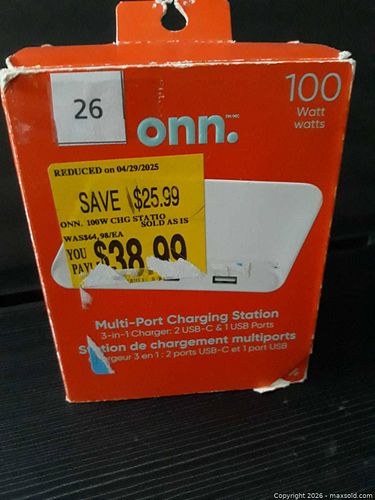 26
100
Watt
watts
onn.
REDUCED on 04/29/2025
SAVE $25.99
ONN. 100W CHG STATIO
SOLD AS IS
WAS$64.98/EA
YOU
PAY
$38.99
Multi-Port Charging Station
3-in-1 Charger: 2 USB-C & 1 USB Ports
Station de chargement multiports
argeur 3 en 1 : 2 ports USB-C et 1 port USB
Copyright 2026 - maxsold.com